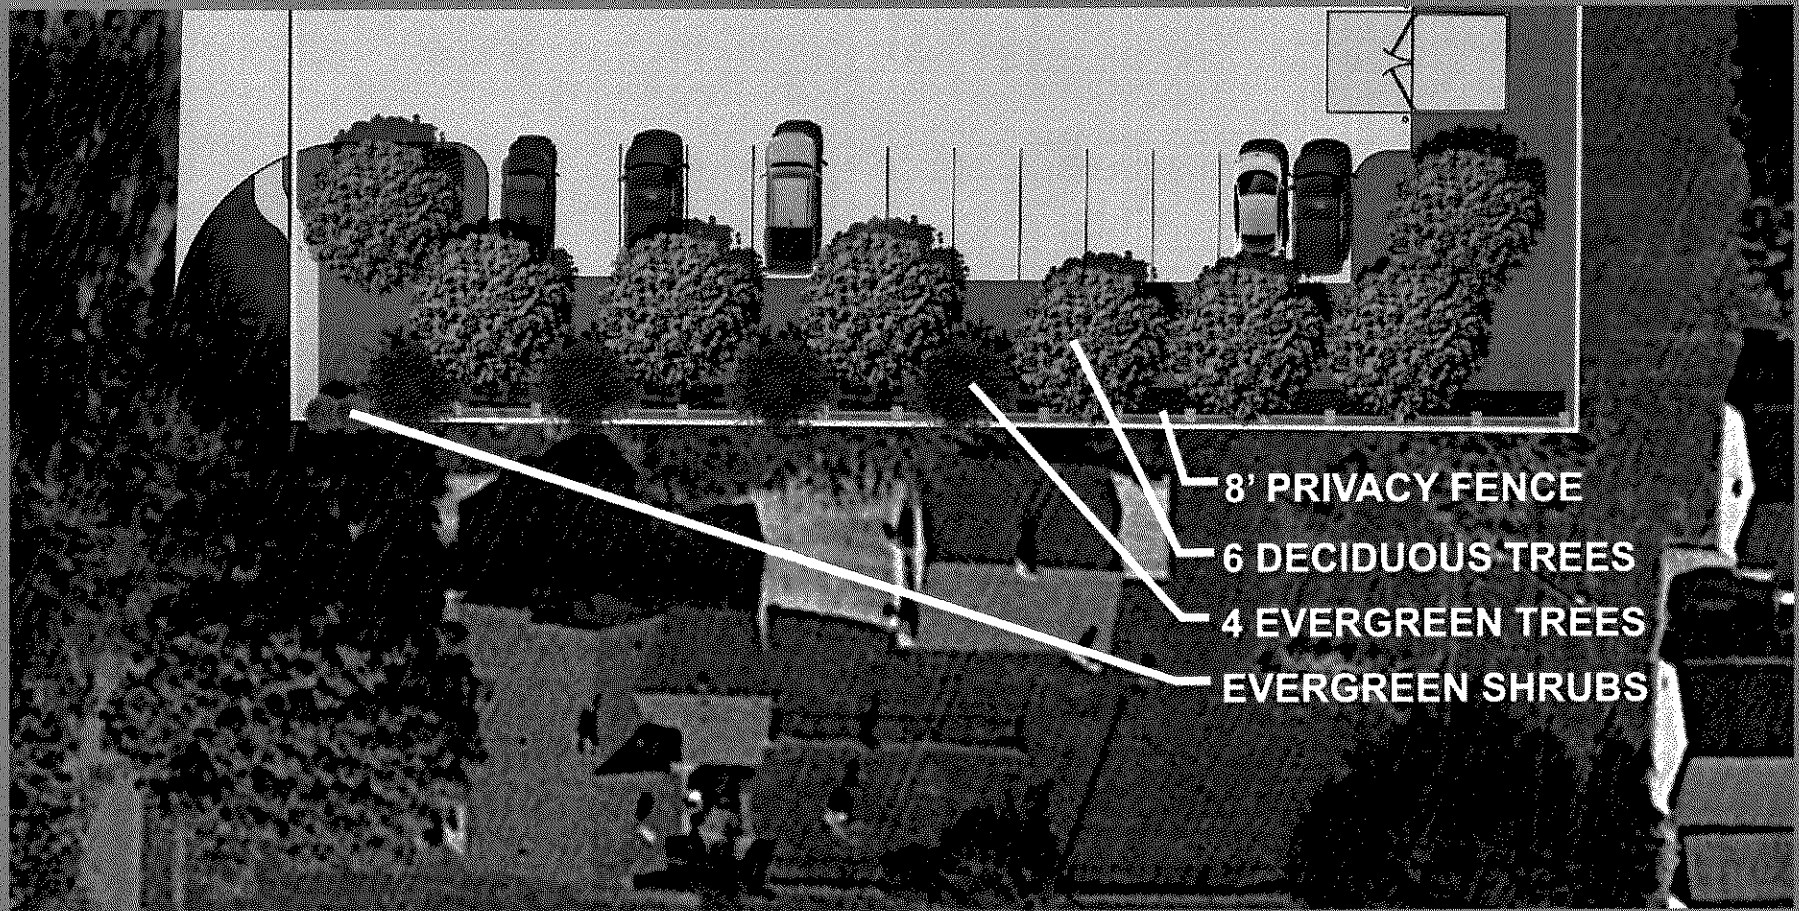 8’ PRIVACY FENCE
6 DECIDUOUS TREES
4 EVERGREEN TREES
EVERGREEN SHRUBS